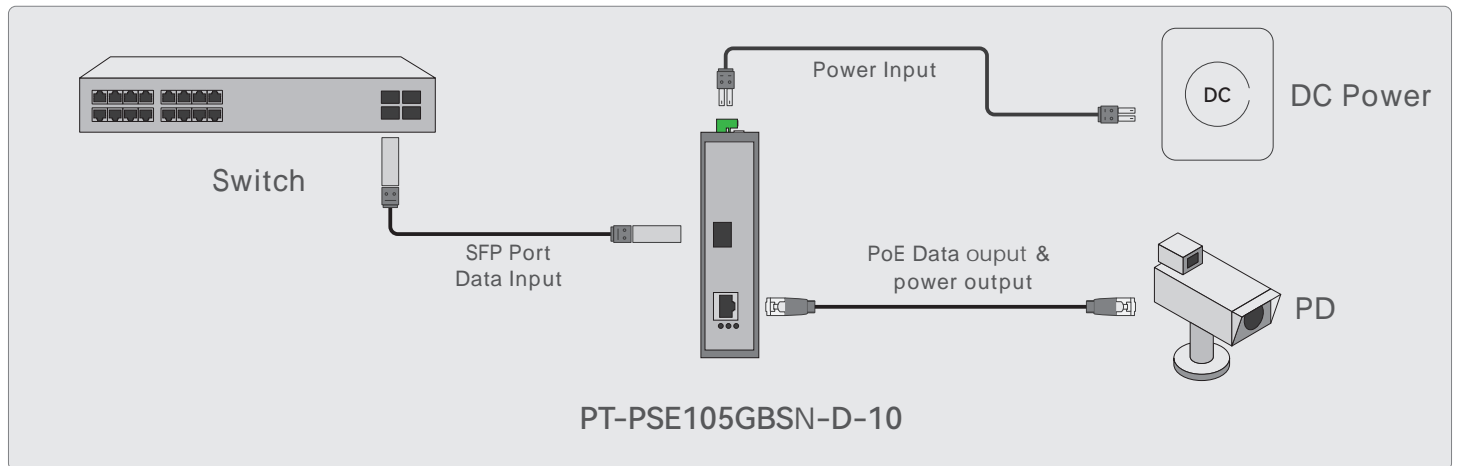 Power Input
DC
DC Power
Switch
SFP Port
Data Input
PoE Data ouput &
power output
PD
PT-PSE105GBSN-D-10